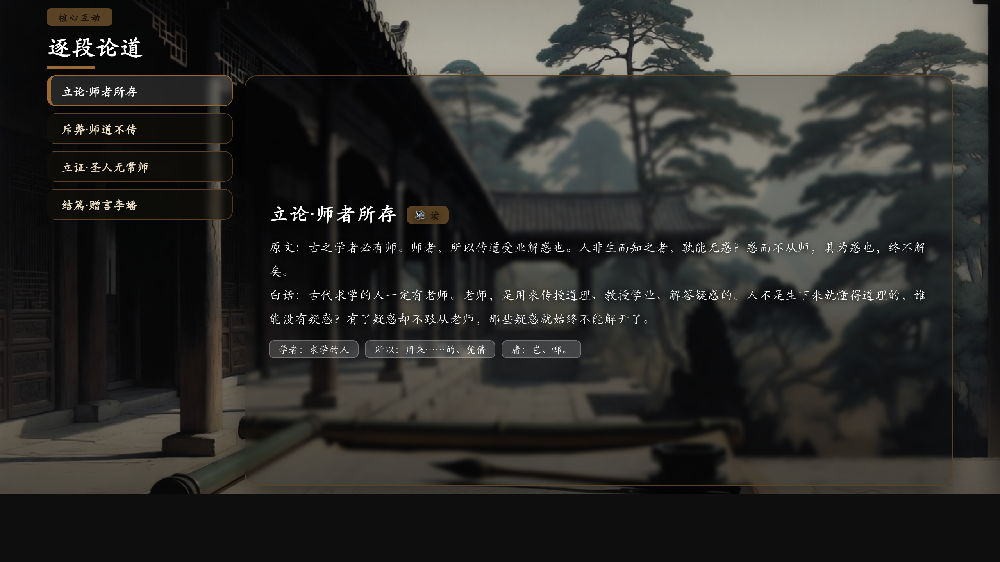 核心互动
逐段论道
立论·师者所存
斥弊·师道不传
立证·圣人无常师
结篇·赠言李蟠
立论·师者所存
读
原文：古之学者必有师。师者，所以传道受业解惑也。人非生而知之者，孰能无惑？惑而不从师，其为惑也，终不解
矣。
白话：古代求学的人一定有老师。老师，是用来传授道理、教授学业、解答疑惑的。人不是生下来就懂得道理的，谁
能没有疑惑？有了疑惑却不跟从老师，那些疑惑就始终不能解开了。
学者：求学的人
所以：用来……的、凭借
庸：岂、哪。